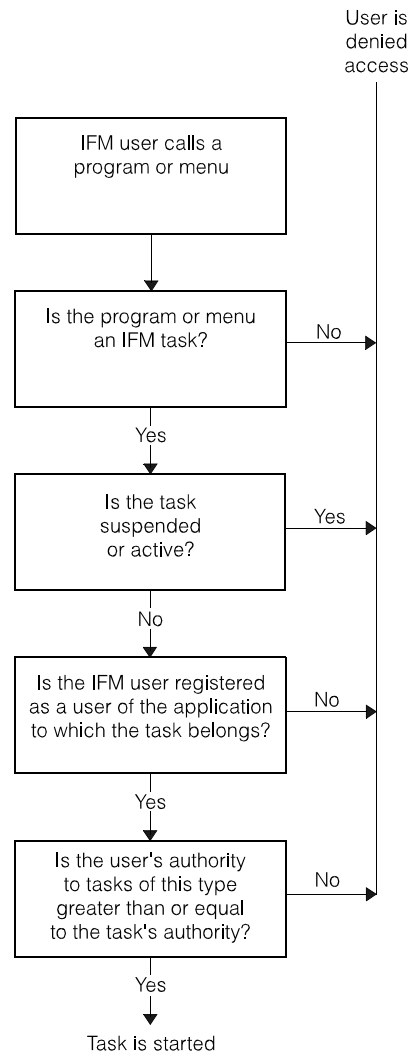 User is
denied
access
IFM user calls a
program or menu
Is the program or menu
an IFM task?
No
Yes
Is the task
suspended
or active?
Yes
No
Is the IFM user registered
as a user of the application
to which the task belongs?
No
Yes
Is the user's authority
to tasks of this type
greater than or equal
to the task's authority?
No
Yes
Task is started